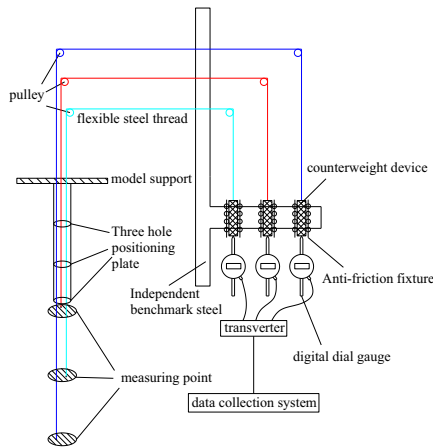 pulley
flexible steel thread
model support
counterweight device
Three hole
positioning
plate
Independent
benchmark steel
Anti-friction fixture
transverter
digital dial gauge
measuring point
data collection system